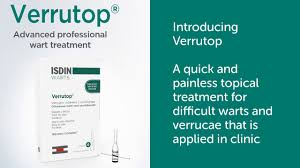 Verrutop®
Advanced professional
wart treatment
ISDIN
WARTS
Verrutop®
Introducing
Verrutop
A quick and
painless topical
treatment for
difficult warts and
verrucae that is
applied in clinic